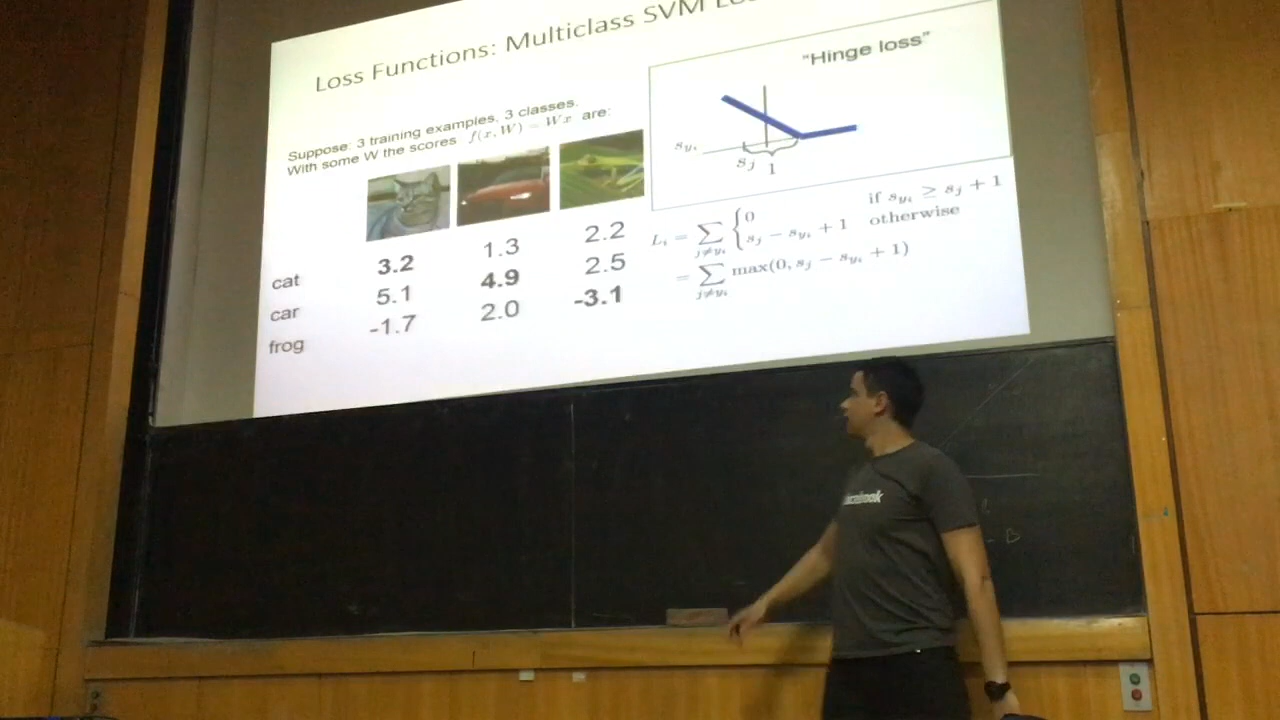 Loss Functions: Multiclass SVM
"Hinge loss"
Suppose: 3 training examples, 3 classes.
With some W the scores f(x, W) = Wx are:
cat 3.2 1.3 2.2
car 5.1 4.9 2.5
frog -1.7 2.0 -3.1
s_{y_i}
s_j 1
L_i = ∑_{j≠y_i} { 0 if s_{y_i} ≥ s_j + 1
s_j − s_{y_i} + 1 otherwise
= ∑_{j≠y_i} max(0, s_j − s_{y_i} + 1)